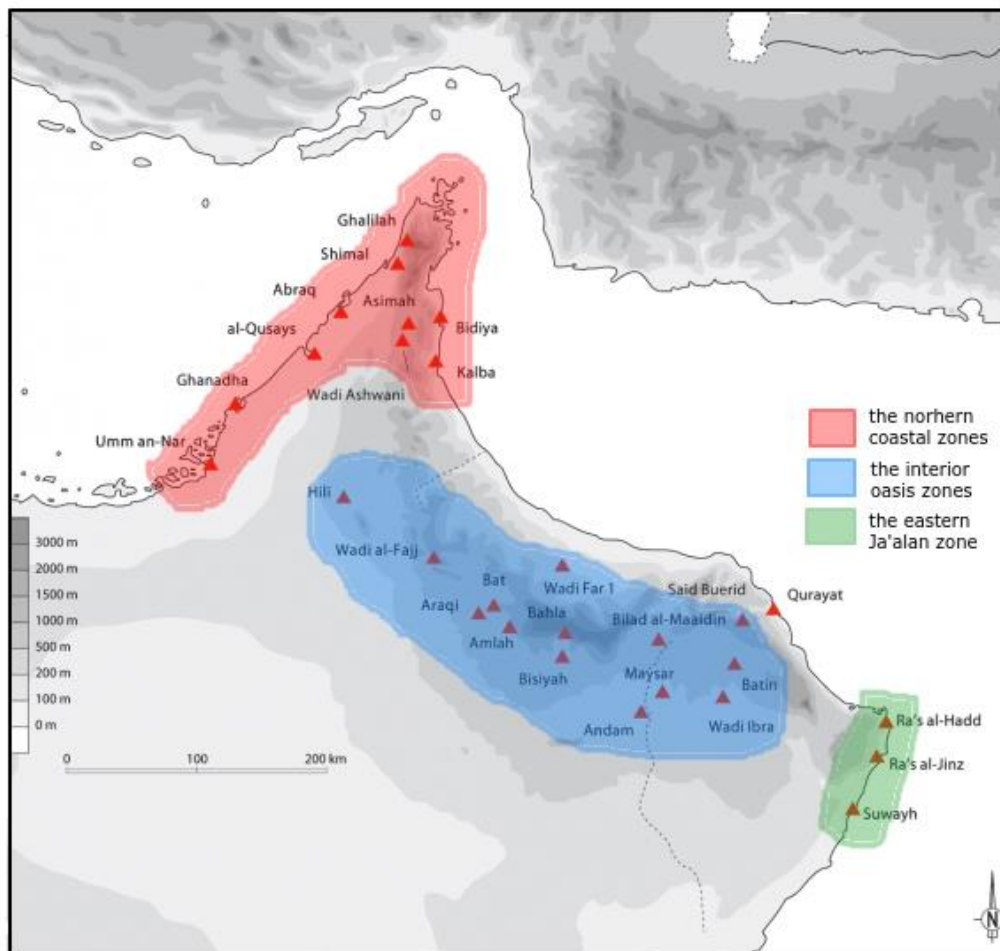 Ghalilah
Shimal
Abraq
Asimah
al-Qusays
Bidiya
Ghanadha
Kalba
Wadi Ashwani
Umm an-Nar
the norhern
coastal zones
the interior
oasis zones
the eastern
Ja'alan zone
Hili
Wadi al-Fajj
Bat
Wadi Far 1
Said Buerid
Qurayat
Araqi
Bahla
Bilad al-Maaidin
Amlah
Bisiyah
Maysar
Batin
Andam
Wadi Ibra
Ra's al-Hadd
Ra's al-Jinz
Suwayh
3000 m
2000 m
1500 m
1000 m
500 m
200 m
100 m
0 m
0 100 200 km
N